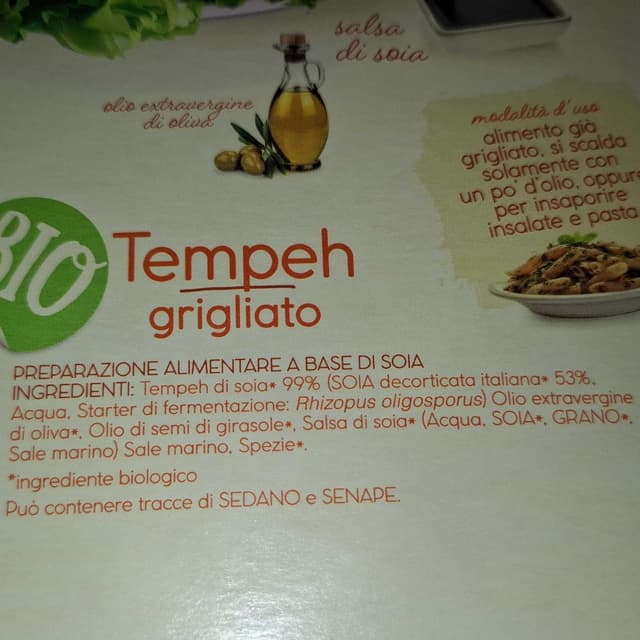 salsa
di soia
olio extravergine
di oliva
modalità d'uso
alimento già
grigliato, si scalda
solamente con
un po' d'olio, oppure
per insaporire
insalate e pasta
BIO
Tempeh
grigliato
PREPARAZIONE ALIMENTARE A BASE DI SOIA
INGREDIENTI: Tempeh di soia* 99% (SOIA decorticata italiana* 53%,
Acqua, Starter di fermentazione: Rhizopus oligosporus) Olio extravergine
di oliva*, Olio di semi di girasole*, Salsa di soia* (Acqua, SOIA*, GRANO*,
Sale marino) Sale marino, Spezie*.
*ingrediente biologico
Può contenere tracce di SEDANO e SENAPE.